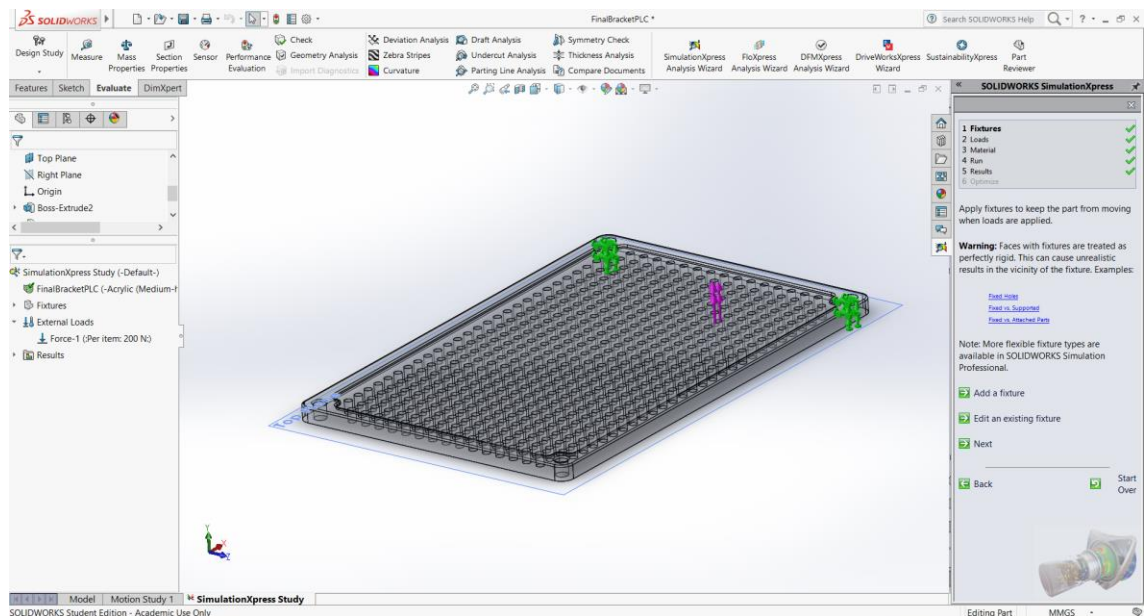 SOLIDWORKS
FinalBracketPLC *
Search SOLIDWORKS Help
Design Study
Measure
Mass Properties
Section Properties
Sensor
Performance Evaluation
Check
Geometry Analysis
Import Diagnostics
Deviation Analysis
Zebra Stripes
Curvature
Draft Analysis
Undercut Analysis
Parting Line Analysis
Symmetry Check
Thickness Analysis
Compare Documents
SimulationXpress Analysis Wizard
FloXpress Analysis Wizard
DFMXpress Analysis Wizard
DriveWorksXpress Wizard
SustainabilityXpress
Part Reviewer
Features Sketch Evaluate DimXpert
Top Plane
Right Plane
Origin
Boss-Extrude2
SimulationXpress Study (-Default-)
FinalBracketPLC (-Acrylic (Medium-h
Fixtures
External Loads
Force-1 (:Per item: 200 N:)
Results
SOLIDWORKS SimulationXpress
1 Fixtures
2 Loads
3 Material
4 Run
5 Results
6 Optimize
Apply fixtures to keep the part from moving
when loads are applied.
Warning: Faces with fixtures are treated as
perfectly rigid. This can cause unrealistic
results in the vicinity of the fixture. Examples:
Fixed Holes
Fixed vs. Supported
Fixed vs. Attached Parts
Note: More flexible fixture types are
available in SOLIDWORKS Simulation
Professional.
Add a fixture
Edit an existing fixture
Next
Back
Start
Over
Y
X
Z
Model Motion Study 1 SimulationXpress Study
SOLIDWORKS Student Edition - Academic Use Only
Editing Part MMGS